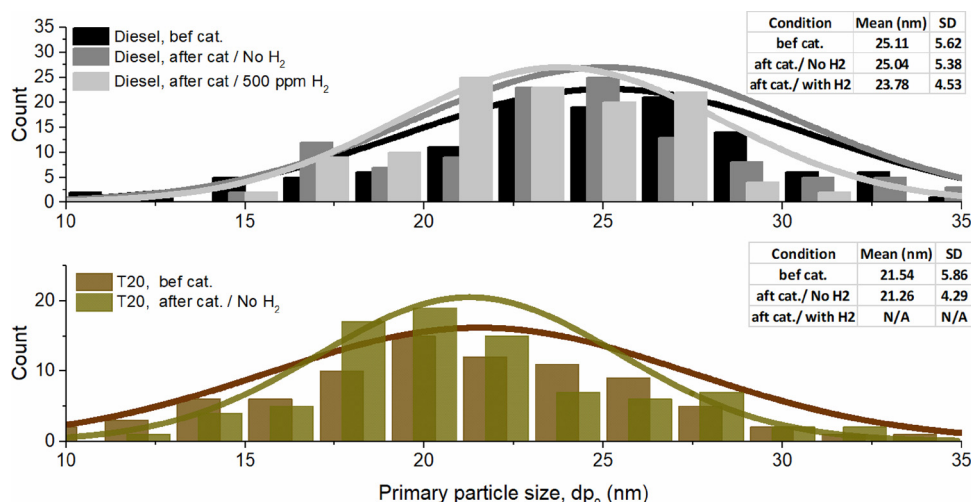 35
30
25
20
15
10
5
0
Count
Diesel, bef cat.
Diesel, after cat / No H₂
Diesel, after cat / 500 ppm H₂
Condition Mean (nm) SD
bef cat. 25.11 5.62
aft cat./ No H2 25.04 5.38
aft cat./ with H2 23.78 4.53
10 15 20 25 30 35
20
10
0
Count
T20, bef cat.
T20, after cat. / No H₂
Condition Mean (nm) SD
bef cat. 21.54 5.86
aft cat./ No H2 21.26 4.29
aft cat./ with H2 N/A N/A
10 15 20 25 30 35
Primary particle size, dpₒ (nm)